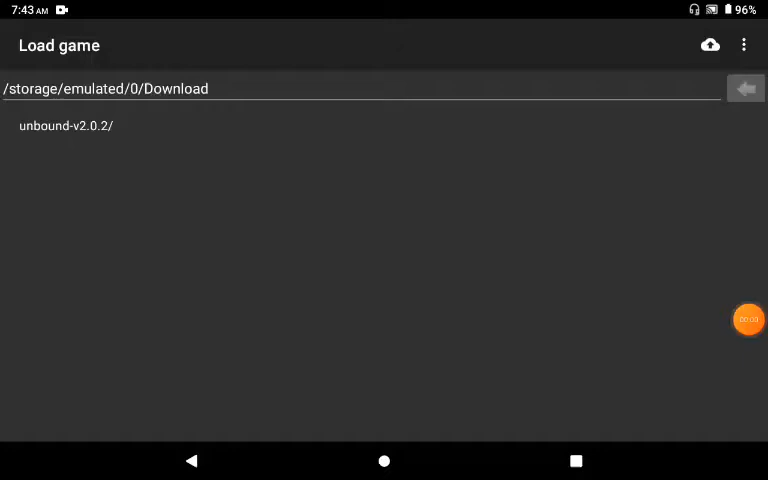 7:43 AM
96%
Load game
/storage/emulated/0/Download
unbound-v2.0.2/